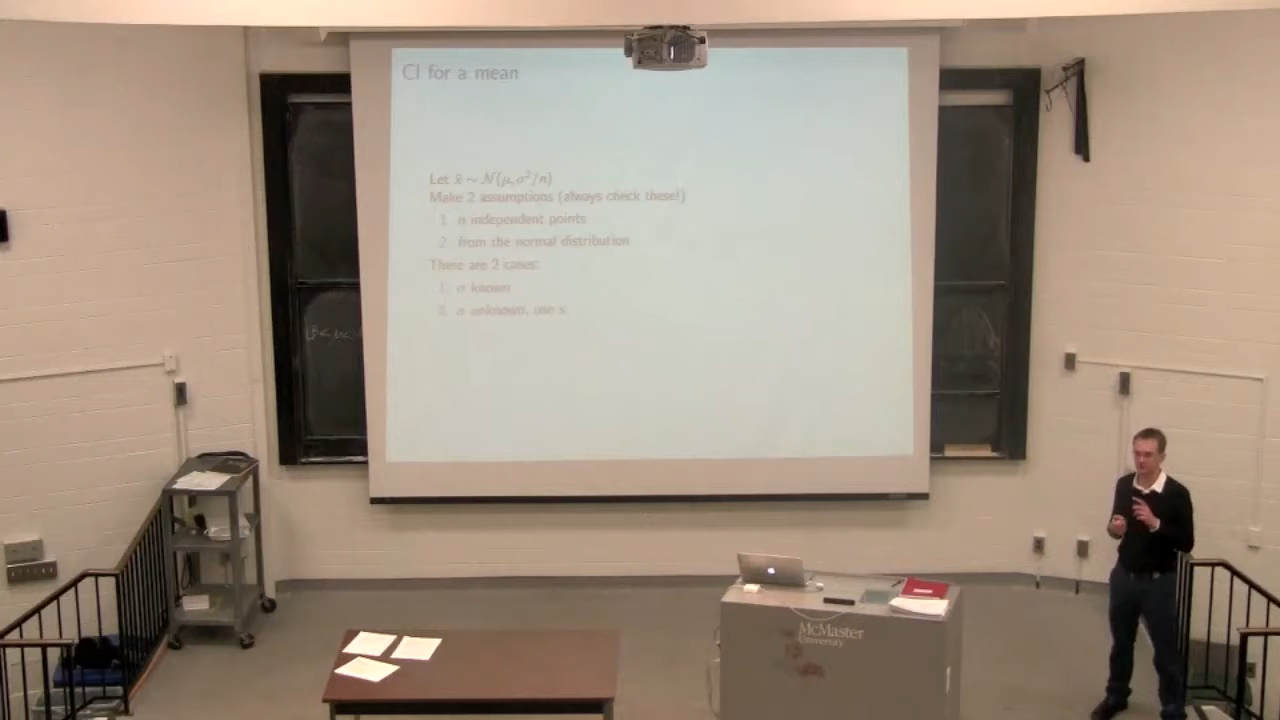 CI for a mean
Let x̄ ~ N(μ, σ²/n)
Make 2 assumptions (always check these!)
1. n independent points
2. from the normal distribution
There are 2 cases:
1. σ known
2. σ unknown, use s
McMaster
University